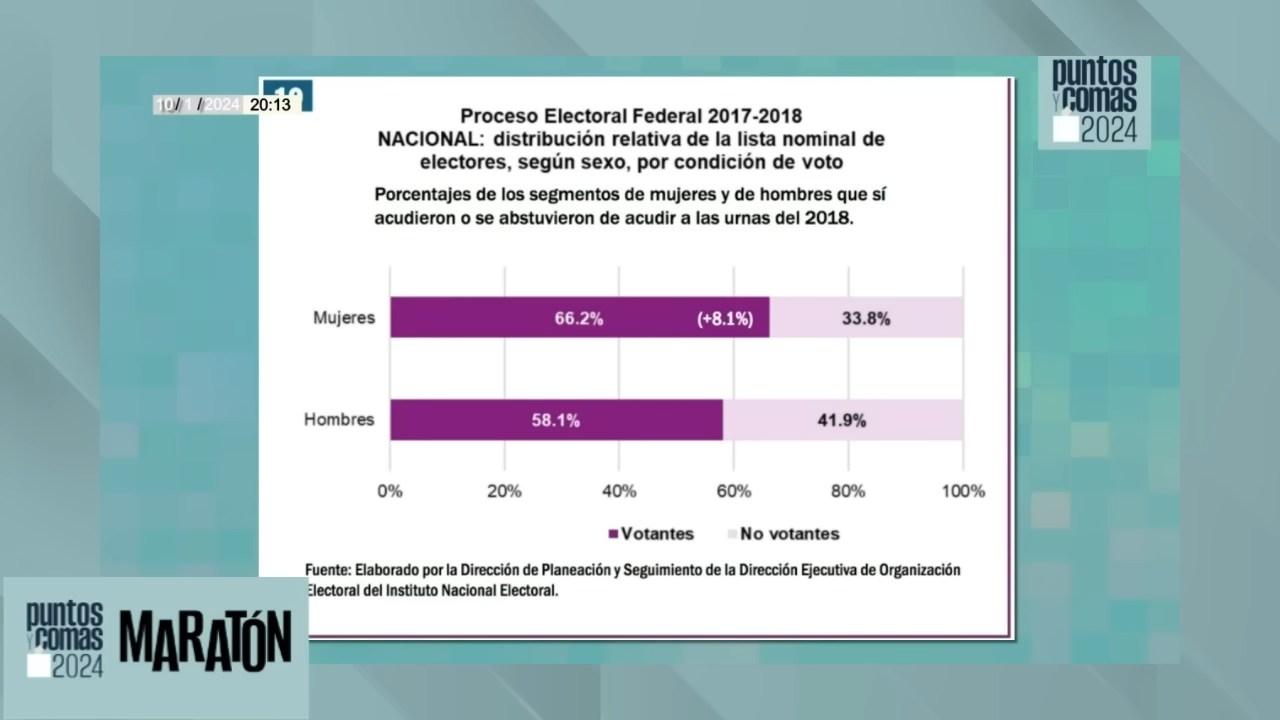 10/ 1 /2024 20:13
puntos
y comas
2024
Proceso Electoral Federal 2017-2018
NACIONAL: distribución relativa de la lista nominal de
electores, según sexo, por condición de voto
Porcentajes de los segmentos de mujeres y de hombres que sí
acudieron o se abstuvieron de acudir a las urnas del 2018.
Mujeres 66.2% (+8.1%) 33.8%
Hombres 58.1% 41.9%
0% 20% 40% 60% 80% 100%
Votantes No votantes
Fuente: Elaborado por la Dirección de Planeación y Seguimiento de la Dirección Ejecutiva de Organización
Electoral del Instituto Nacional Electoral.
puntos
y comas
2024
MARATÓN